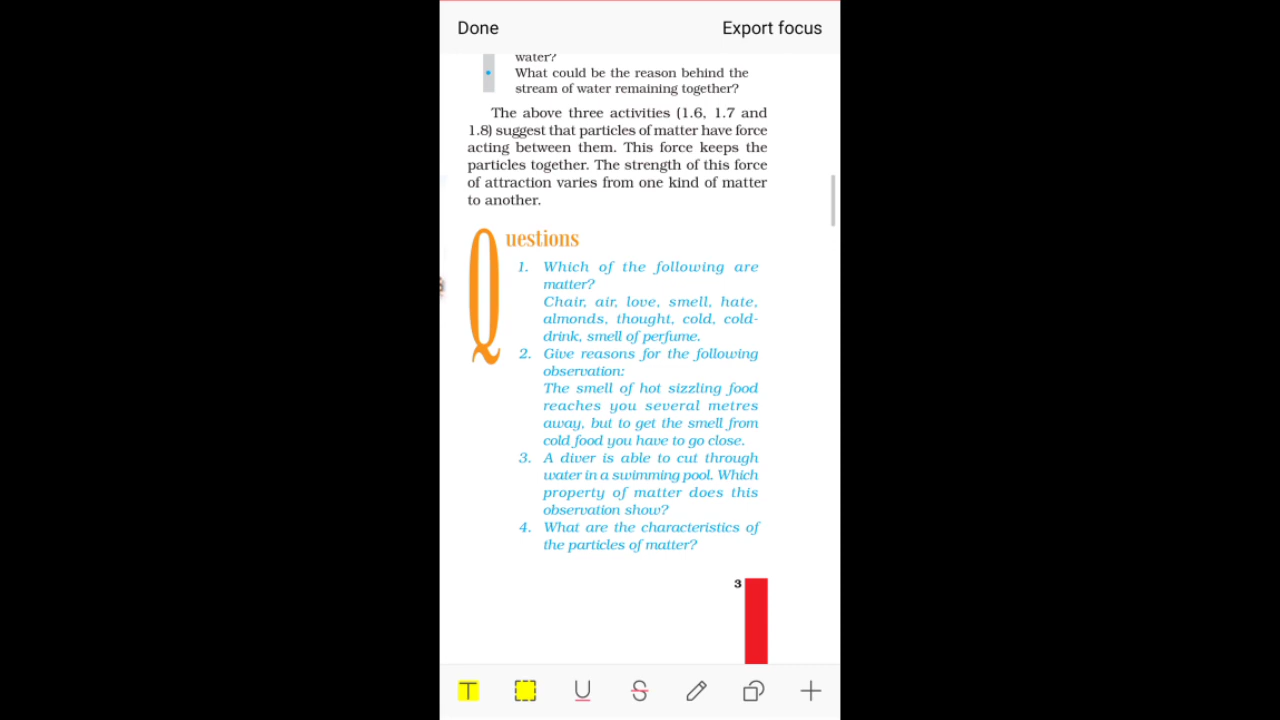 Done
Export focus
water?
• What could be the reason behind the
stream of water remaining together?
The above three activities (1.6, 1.7 and
1.8) suggest that particles of matter have force
acting between them. This force keeps the
particles together. The strength of this force
of attraction varies from one kind of matter
to another.
Questions
1. Which of the following are
matter?
Chair, air, love, smell, hate,
almonds, thought, cold, cold-
drink, smell of perfume.
2. Give reasons for the following
observation:
The smell of hot sizzling food
reaches you several metres
away, but to get the smell from
cold food you have to go close.
3. A diver is able to cut through
water in a swimming pool. Which
property of matter does this
observation show?
4. What are the characteristics of
the particles of matter?
3
T
U
S